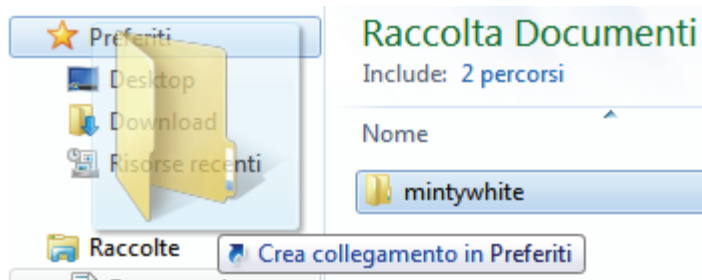 Preferiti
Desktop
Download
Risorse recenti
Raccolte
Raccolta Documenti
Include: 2 percorsi
Nome
mintywhite
Crea collegamento in Preferiti